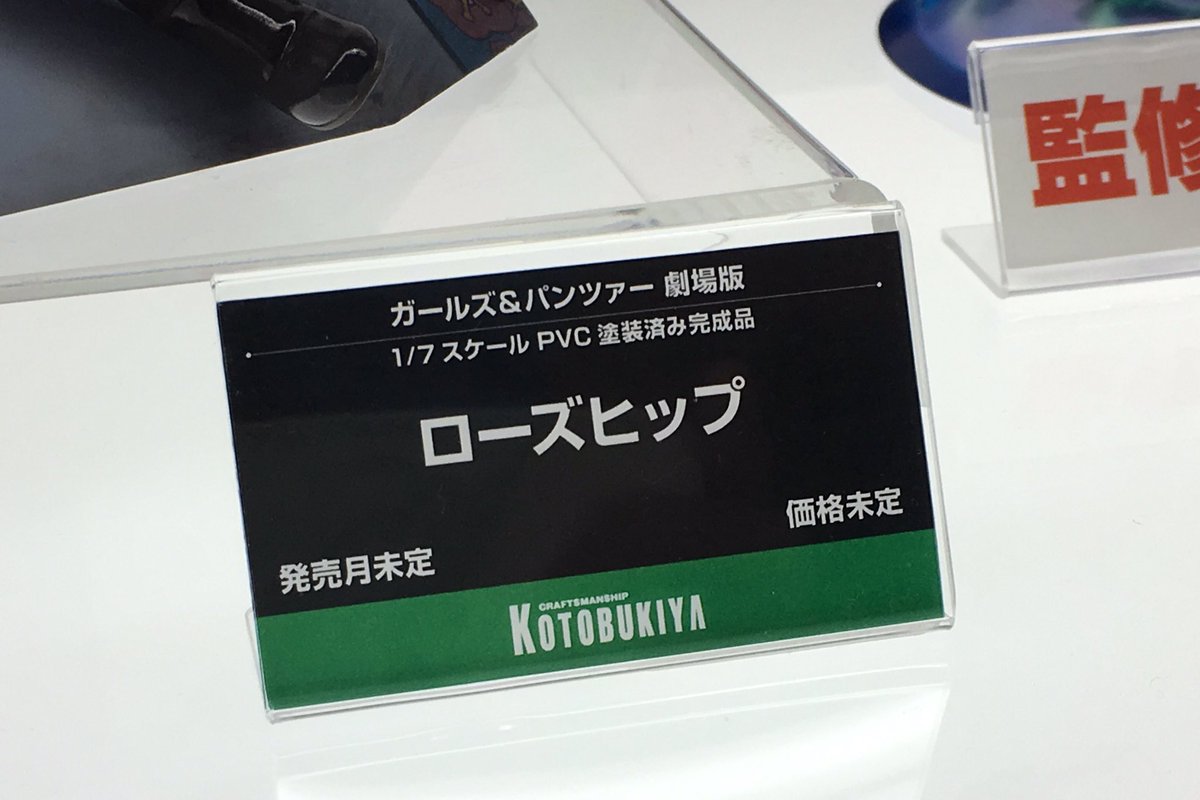 監修
ガールズ&パンツァー 劇場版
1/7 スケール PVC 塗装済み完成品
ローズヒップ
価格未定
発売月未定
CRAFTSMANSHIP
KOTOBUKIYA